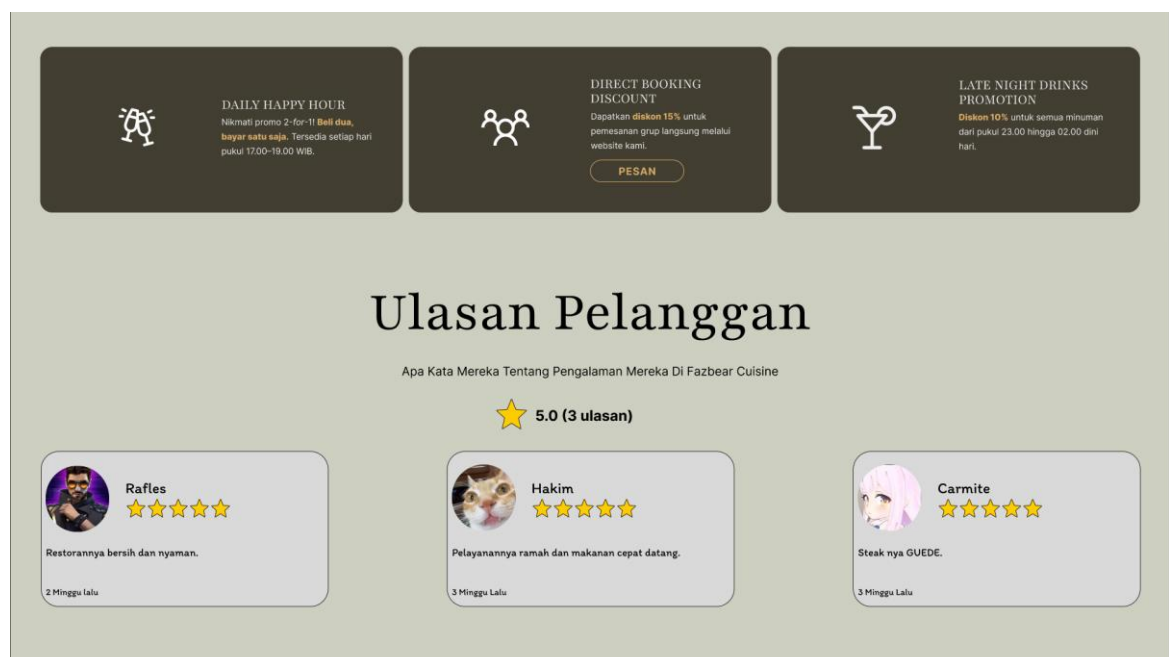 DAILY HAPPY HOUR
Nikmati promo 2-for-1! Beli dua,
bayar satu saja. Tersedia setiap hari
pukul 17.00–19.00 WIB.
DIRECT BOOKING
DISCOUNT
Dapatkan diskon 15% untuk
pemesanan grup langsung melalui
website kami.
PESAN
LATE NIGHT DRINKS
PROMOTION
Diskon 10% untuk semua minuman
dari pukul 23.00 hingga 02.00 dini
hari.
Ulasan Pelanggan
Apa Kata Mereka Tentang Pengalaman Mereka Di Fazbear Cuisine
5.0 (3 ulasan)
Rafles
Restorannya bersih dan nyaman.
2 Minggu lalu
Hakim
Pelayanannya ramah dan makanan cepat datang.
3 Minggu Lalu
Carmite
Steak nya GUEDE.
3 Minggu Lalu